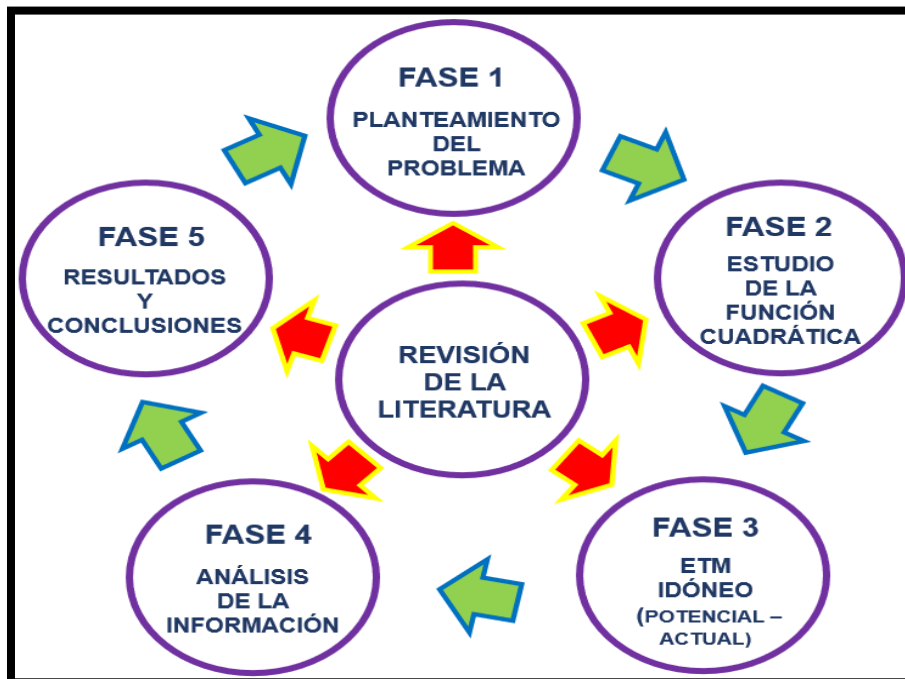 FASE 1
PLANTEAMIENTO
DEL
PROBLEMA
FASE 2
ESTUDIO
DE LA
FUNCIÓN
CUADRÁTICA
FASE 3
ETM
IDÓNEO
(POTENCIAL –
ACTUAL)
FASE 4
ANÁLISIS
DE LA
INFORMACIÓN
FASE 5
RESULTADOS
Y
CONCLUSIONES
REVISIÓN
DE LA
LITERATURA